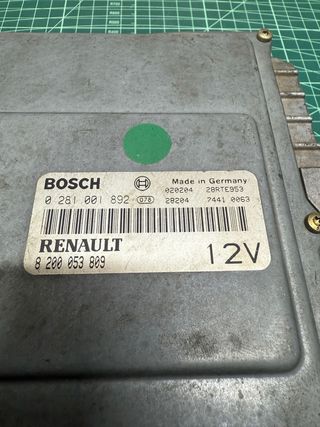 BOSCH
Made in Germany
020204 28RTE953
0 281 001 892 078 28204 7441 0063
RENAULT
8 200 053 809
12V